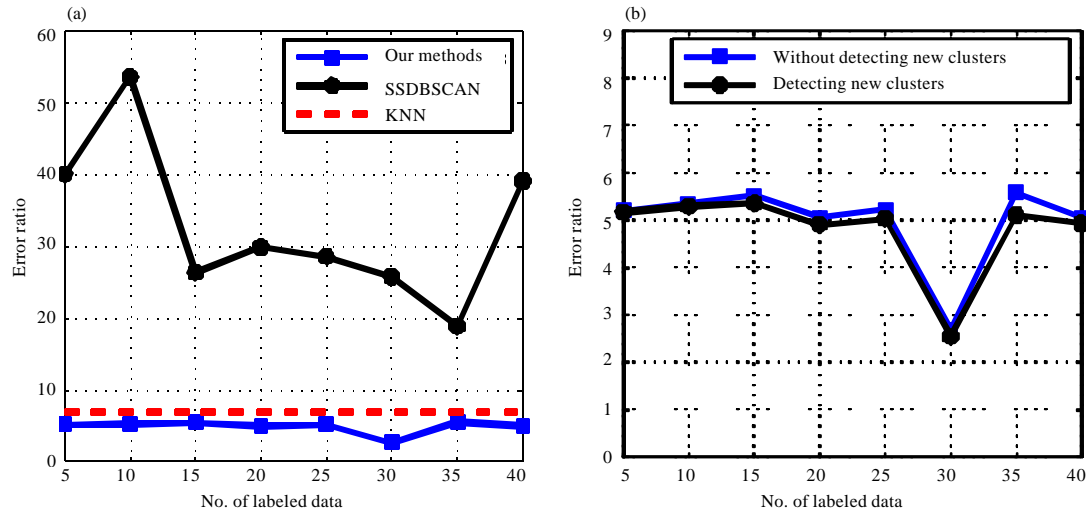 (a)
60
50
40
30
20
10
0
Error ratio
Our methods
SSDBSCAN
KNN
5 10 15 20 25 30 35 40
No. of labeled data
(b)
9
8
7
6
5
4
3
2
1
0
Error ratio
Without detecting new clusters
Detecting new clusters
5 10 15 20 25 30 35 40
No. of labeled data